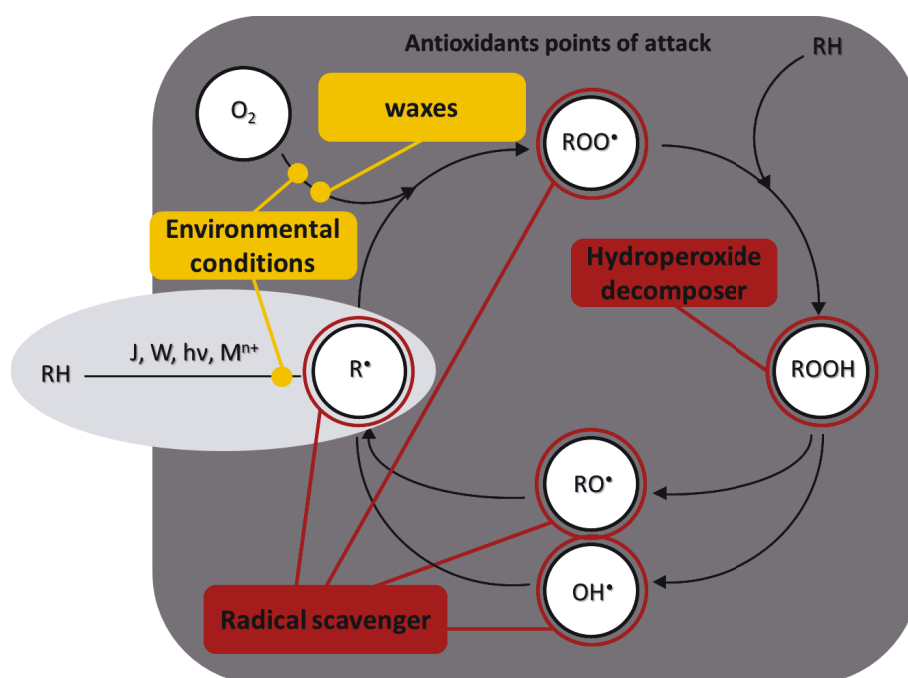 Antioxidants points of attack
RH
O₂
waxes
ROO•
Environmental
conditions
Hydroperoxide
decomposer
RH
J, W, hν, Mⁿ⁺
R•
ROOH
RO•
OH•
Radical scavenger